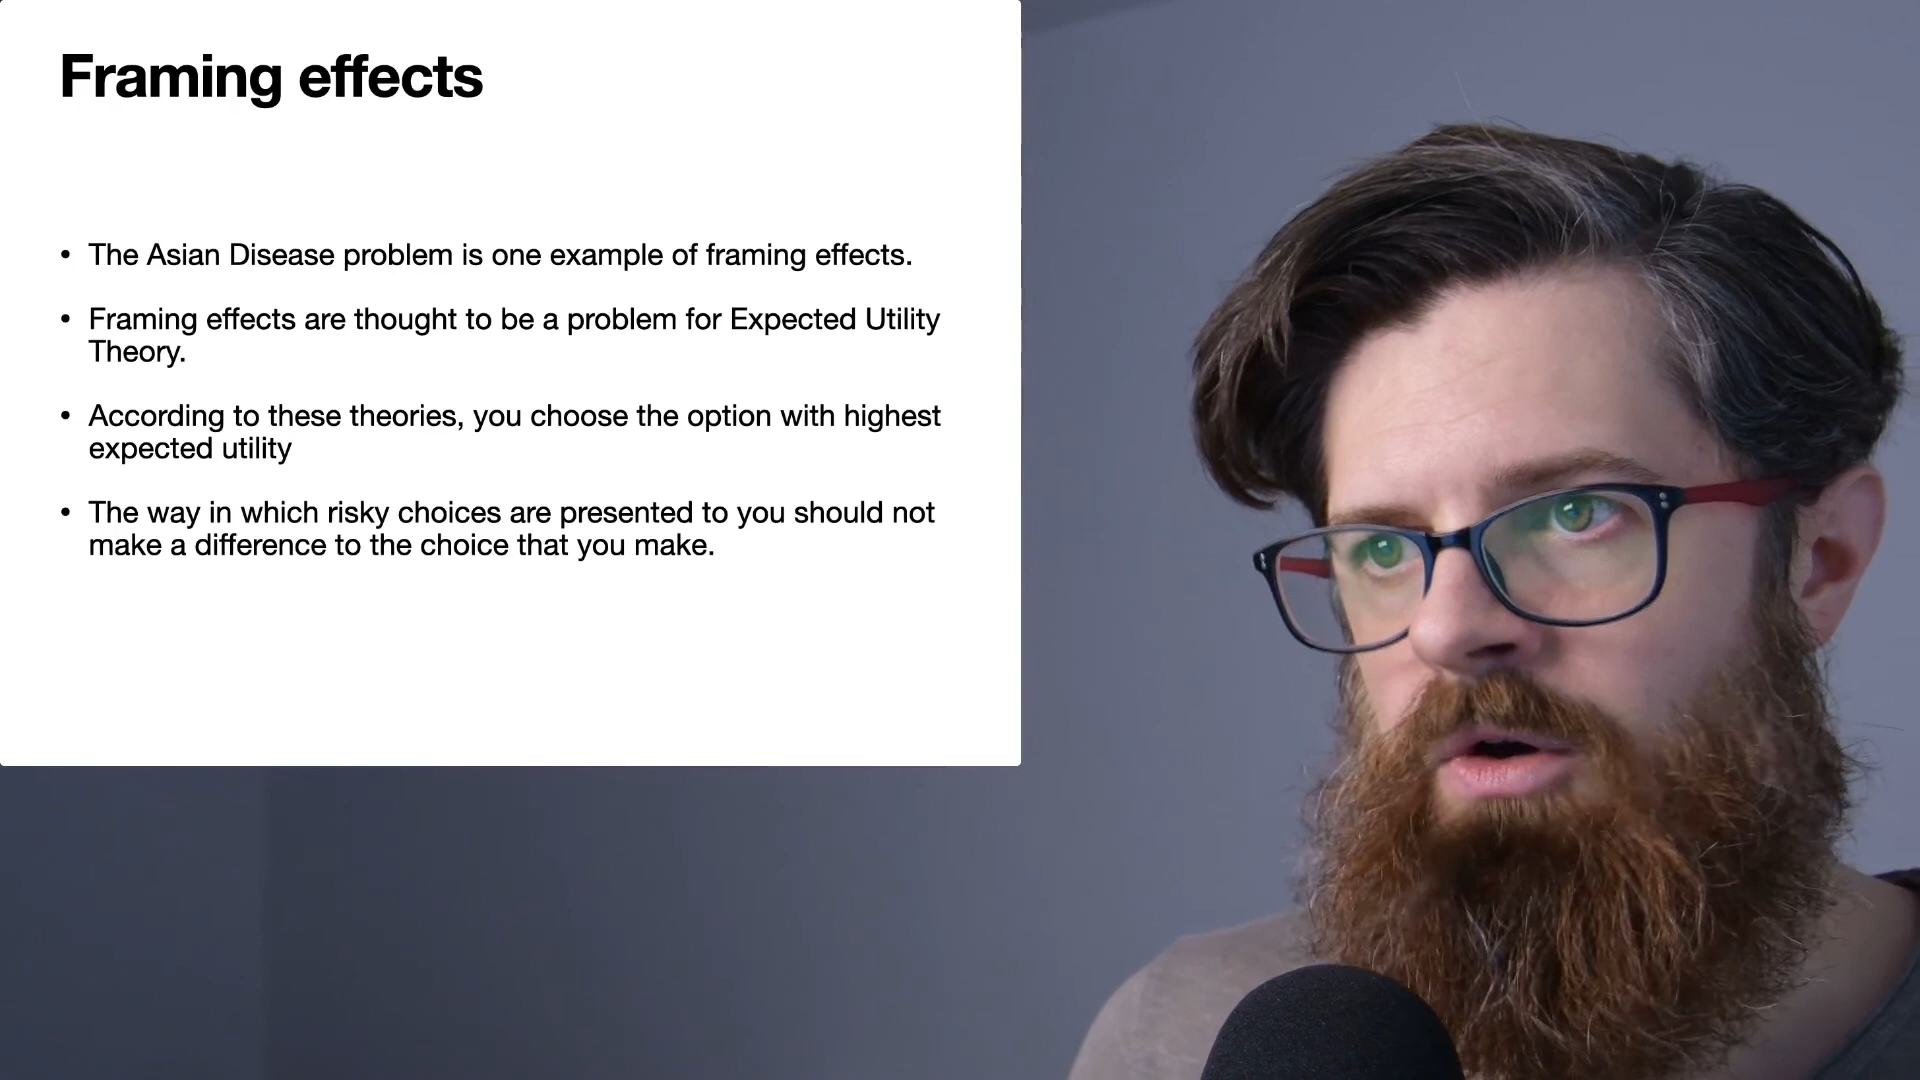 Framing effects
• The Asian Disease problem is one example of framing effects.
• Framing effects are thought to be a problem for Expected Utility
Theory.
• According to these theories, you choose the option with highest
expected utility
• The way in which risky choices are presented to you should not
make a difference to the choice that you make.